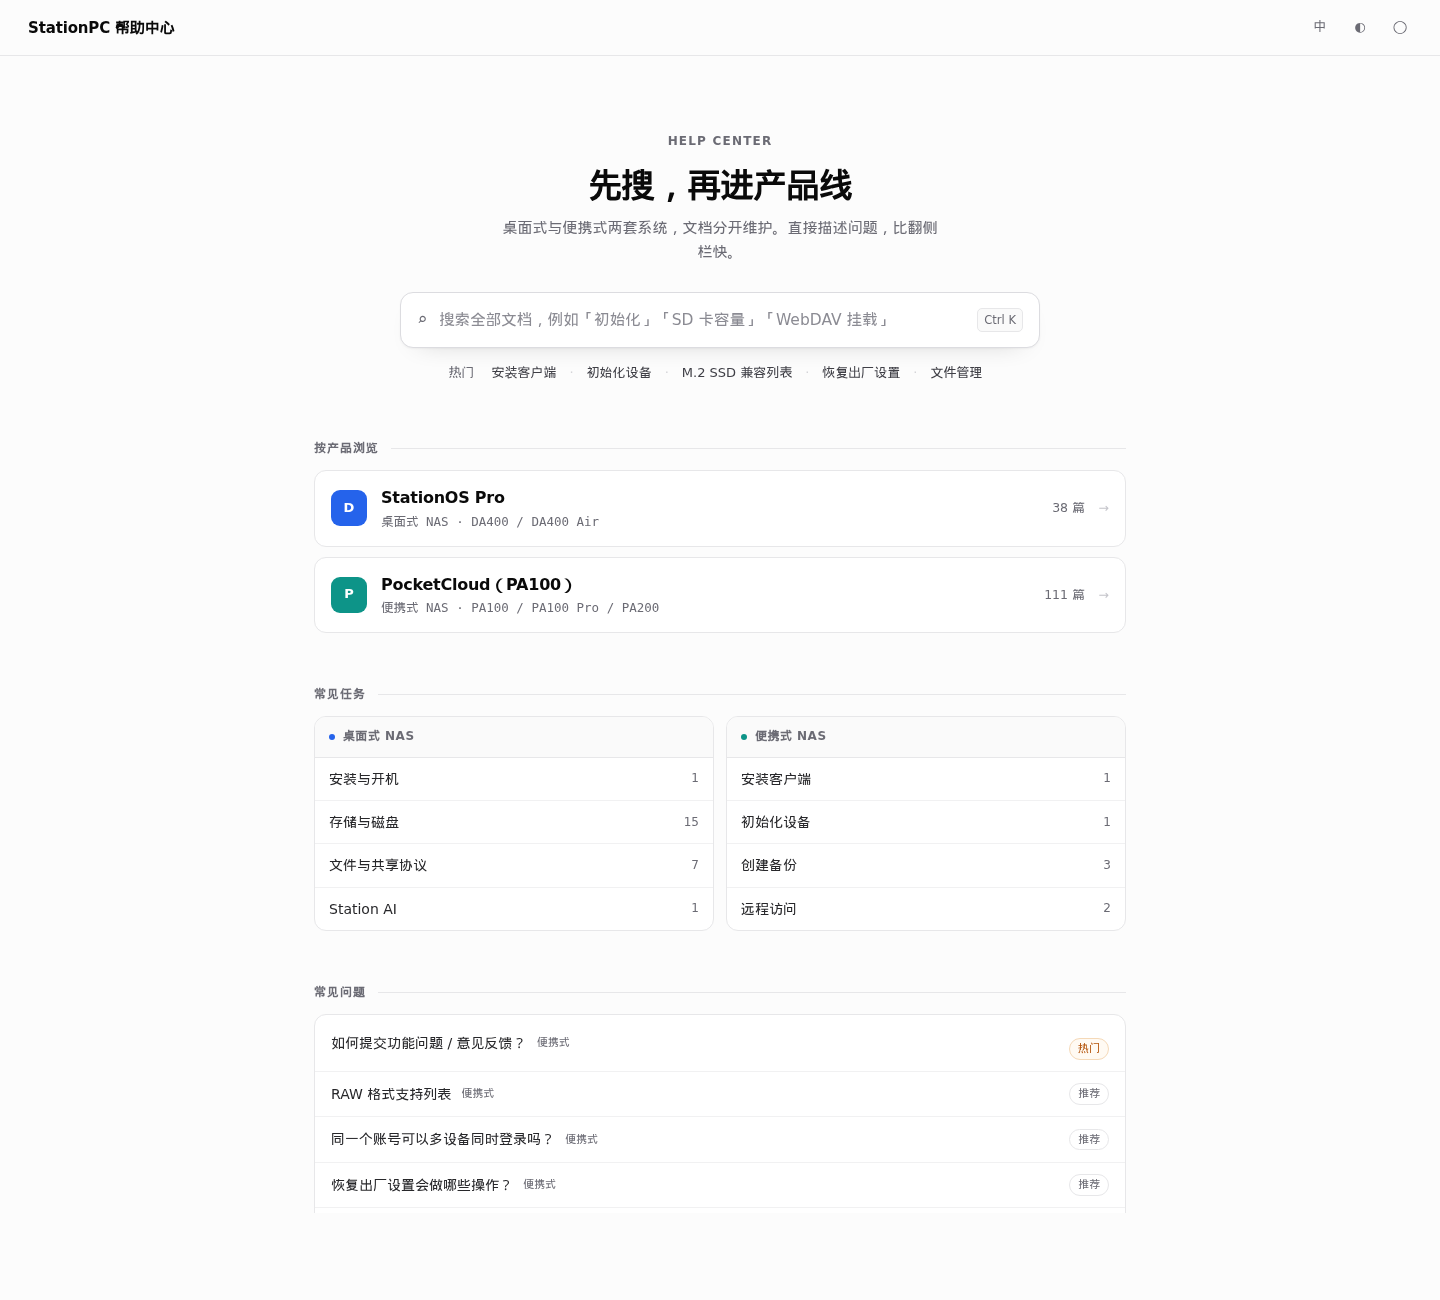 StationPC 帮助中心
中
HELP CENTER
先搜，再进产品线
桌面式与便携式两套系统，文档分开维护。直接描述问题，比翻侧
栏快。
搜索全部文档，例如「初始化」「SD 卡容量」「WebDAV 挂载」
Ctrl K
热门 安装客户端 · 初始化设备 · M.2 SSD 兼容列表 · 恢复出厂设置 · 文件管理
按产品浏览
D
StationOS Pro
桌面式 NAS · DA400 / DA400 Air
38 篇 →
P
PocketCloud（PA100）
便携式 NAS · PA100 / PA100 Pro / PA200
111 篇 →
常见任务
桌面式 NAS
安装与开机 1
存储与磁盘 15
文件与共享协议 7
Station AI 1
便携式 NAS
安装客户端 1
初始化设备 1
创建备份 3
远程访问 2
常见问题
如何提交功能问题 / 意见反馈？ 便携式 热门
RAW 格式支持列表 便携式 推荐
同一个账号可以多设备同时登录吗？ 便携式 推荐
恢复出厂设置会做哪些操作？ 便携式 推荐